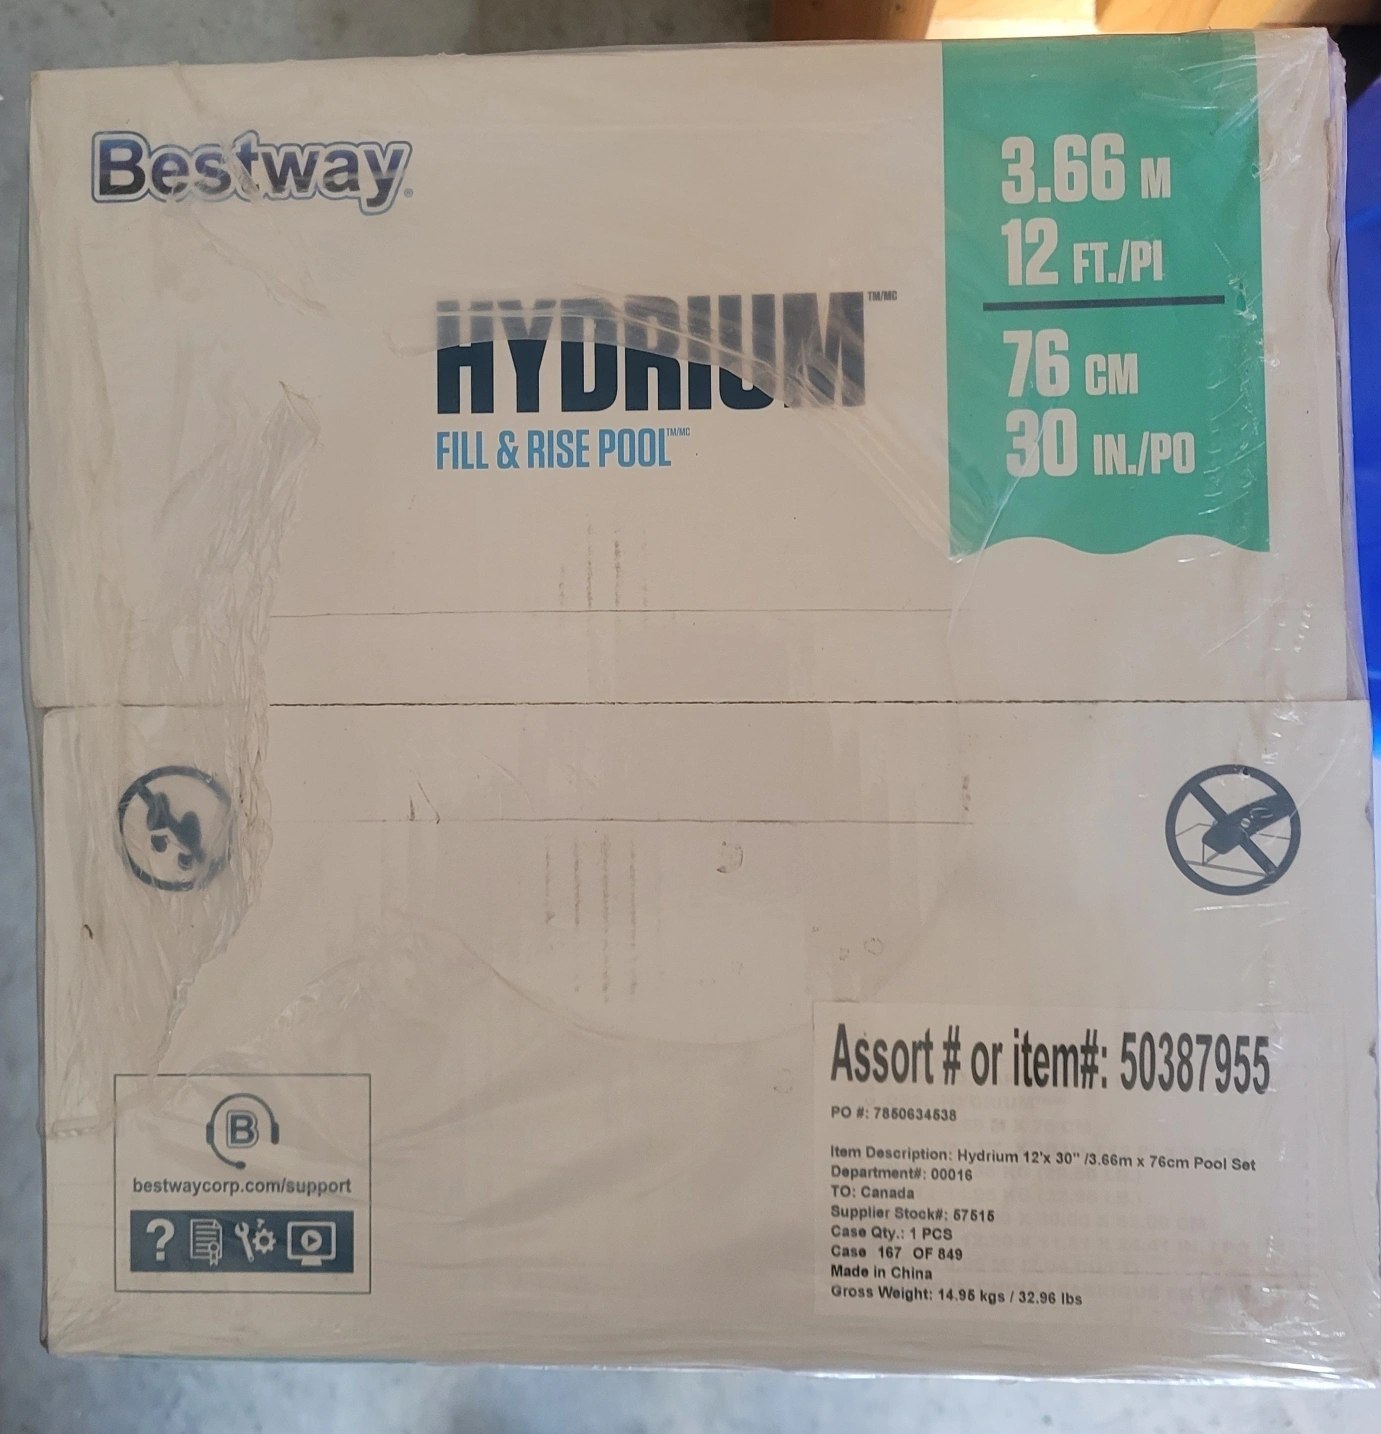 Bestway®
3.66 M
12 FT./PI
76 CM
30 IN./PO
HYDRIUM™/MC
FILL & RISE POOL™/MC
B
bestwaycorp.com/support
?
Assort # or item#: 50387955
PO #: 7850634538
Item Description: Hydrium 12'x 30" /3.66m x 76cm Pool Set
Department#: 00016
TO: Canada
Supplier Stock#: 57515
Case Qty.: 1 PCS
Case 167 OF 849
Made in China
Gross Weight: 14.95 kgs / 32.96 lbs